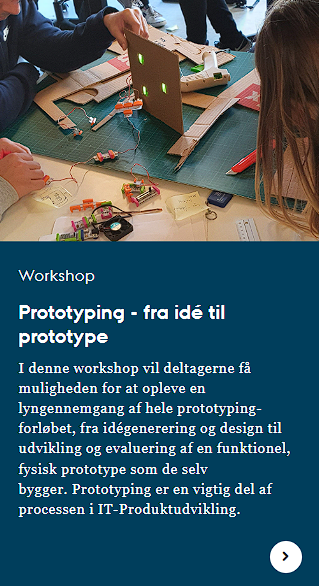 Workshop
Prototyping - fra idé til
prototype
I denne workshop vil deltagerne få
muligheden for at opleve en
lyngennemgang af hele prototyping-
forløbet, fra idégenerering og design til
udvikling og evaluering af en funktionel,
fysisk prototype som de selv
bygger. Prototyping er en vigtig del af
processen i IT-Produktudvikling.